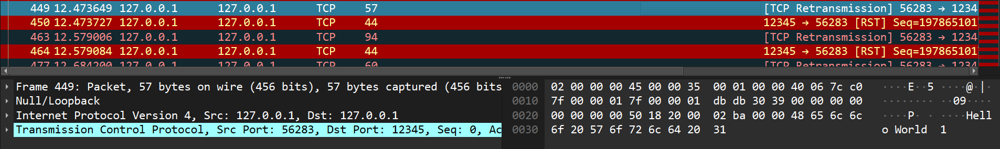 449 12.473649 127.0.0.1 127.0.0.1 TCP 57 [TCP Retransmission] 56283 → 1234
450 12.473727 127.0.0.1 127.0.0.1 TCP 44 12345 → 56283 [RST] Seq=197865101
463 12.579006 127.0.0.1 127.0.0.1 TCP 94 [TCP Retransmission] 56283 → 1234
464 12.579084 127.0.0.1 127.0.0.1 TCP 44 12345 → 56283 [RST] Seq=197865101
477 12.684200 127.0.0.1 127.0.0.1 TCP 60 [TCP Retransmission] 56283 → 1234
Frame 449: Packet, 57 bytes on wire (456 bits), 57 bytes captured (456 bits
Null/Loopback
Internet Protocol Version 4, Src: 127.0.0.1, Dst: 127.0.0.1
Transmission Control Protocol, Src Port: 56283, Dst Port: 12345, Seq: 0, Ac
0000 02 00 00 00 45 00 00 35 00 01 00 00 40 06 7c c0 ····E··5 ····@·|·
0010 7f 00 00 01 7f 00 00 01 db db 30 39 00 00 00 00 ········ ··09····
0020 00 00 00 00 50 18 20 00 02 ba 00 00 48 65 6c 6c ····P· · ····Hell
0030 6f 20 57 6f 72 6c 64 20 31 o World 1